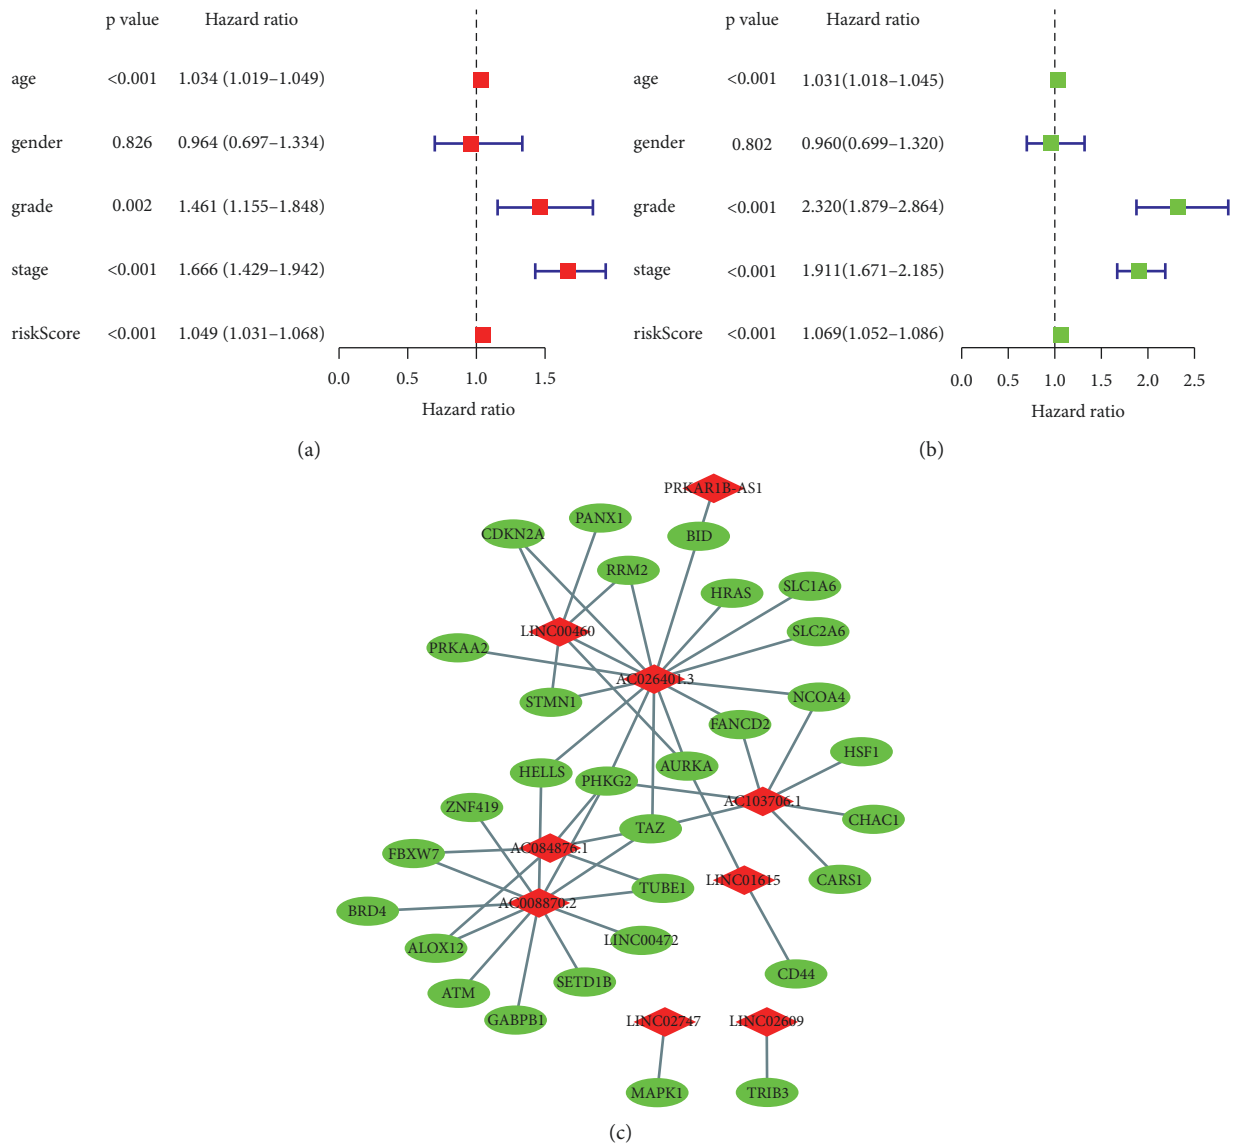 p value Hazard ratio
age <0.001 1.034 (1.019–1.049)
gender 0.826 0.964 (0.697–1.334)
grade 0.002 1.461 (1.155–1.848)
stage <0.001 1.666 (1.429–1.942)
riskScore <0.001 1.049 (1.031–1.068)
0.0 0.5 1.0 1.5
Hazard ratio
(a)
p value Hazard ratio
age <0.001 1.031(1.018–1.045)
gender 0.802 0.960(0.699–1.320)
grade <0.001 2.320(1.879–2.864)
stage <0.001 1.911(1.671–2.185)
riskScore <0.001 1.069(1.052–1.086)
0.0 0.5 1.0 1.5 2.0 2.5
Hazard ratio
(b)
PRKAR1B-AS1
PANX1
CDKN2A
BID
RRM2
HRAS
SLC1A6
LINC00460
SLC2A6
PRKAA2
AC026401.3
STMN1
NCOA4
FANCD2
HSF1
HELLS
PHKG2
AURKA
ZNF419
AC103706.1
CHAC1
TAZ
FBXW7
AC084876.1
LINC01615
CARS1
TUBE1
BRD4
AC008870.2
ALOX12
LINC00472
CD44
SETD1B
ATM
GABPB1
LINC02747
LINC02609
MAPK1
TRIB3
(c)